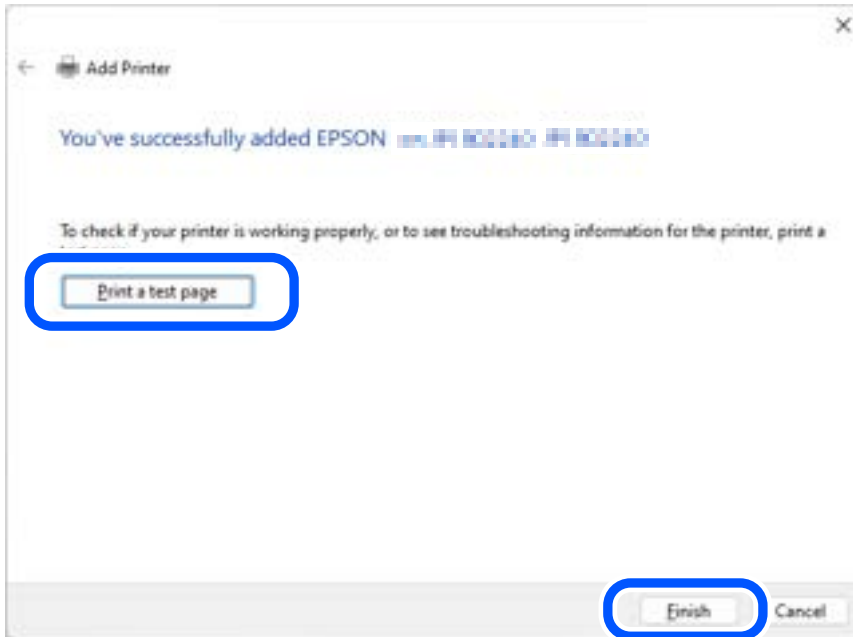 Add Printer
You've successfully added EPSON
To check if your printer is working properly, or to see troubleshooting information for the printer, print a
Print a test page
Finish
Cancel